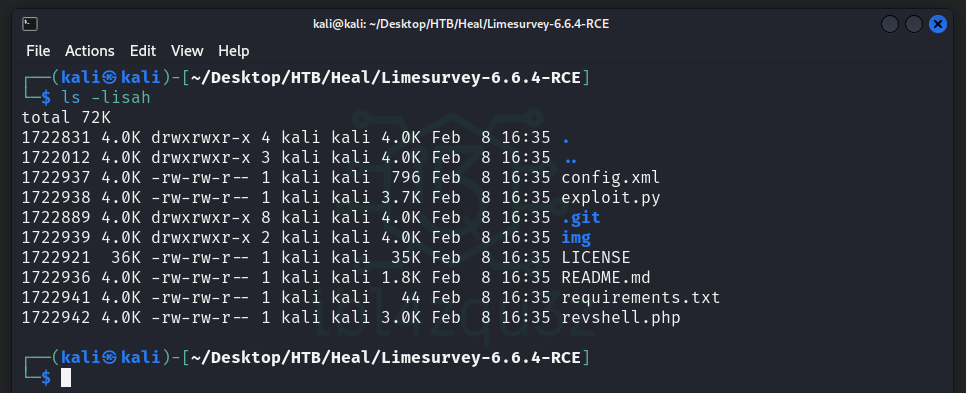 kali@kali: ~/Desktop/HTB/Heal/Limesurvey-6.6.4-RCE
File Actions Edit View Help
┌──(kali㉿kali)-[~/Desktop/HTB/Heal/Limesurvey-6.6.4-RCE]
└─$ ls -lisah
total 72K
1722831 4.0K drwxrwxr-x 4 kali kali 4.0K Feb  8 16:35 .
1722012 4.0K drwxrwxr-x 3 kali kali 4.0K Feb  8 16:35 ..
1722937 4.0K -rw-rw-r-- 1 kali kali  796 Feb  8 16:35 config.xml
1722938 4.0K -rw-rw-r-- 1 kali kali 3.7K Feb  8 16:35 exploit.py
1722889 4.0K drwxrwxr-x 8 kali kali 4.0K Feb  8 16:35 .git
1722939 4.0K drwxrwxr-x 2 kali kali 4.0K Feb  8 16:35 img
1722921  36K -rw-rw-r-- 1 kali kali  35K Feb  8 16:35 LICENSE
1722936 4.0K -rw-rw-r-- 1 kali kali 1.8K Feb  8 16:35 README.md
1722941 4.0K -rw-rw-r-- 1 kali kali   44 Feb  8 16:35 requirements.txt
1722942 4.0K -rw-rw-r-- 1 kali kali 3.0K Feb  8 16:35 revshell.php
┌──(kali㉿kali)-[~/Desktop/HTB/Heal/Limesurvey-6.6.4-RCE]
└─$